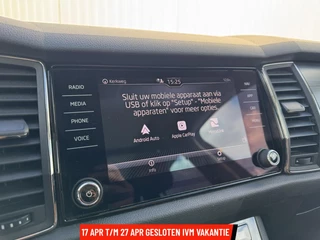 Kerkweg
15:25
RADIO
MEDIA
PHONE
VOICE
Sluit uw mobiele apparaat aan via
USB of klik op "Setup" - "Mobiele
apparaten" voor meer opties.
Android Auto
Apple CarPlay
17 APR T/M 27 APR GESLOTEN IVM VAKANTIE